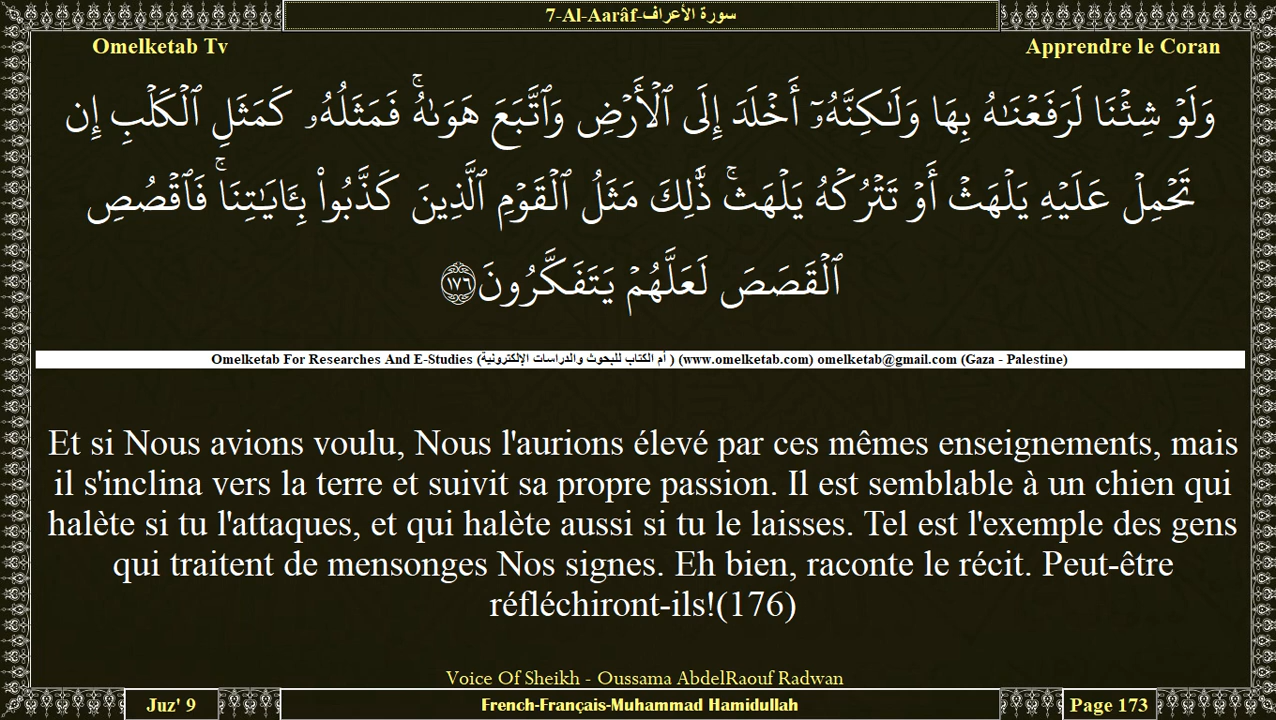 7-Al-Aarâf-سورة الأعراف
Omelketab Tv
Apprendre le Coran
وَلَوۡ شِئۡنَا لَرَفَعۡنَٰهُ بِهَا وَلَٰكِنَّهُۥٓ أَخۡلَدَ إِلَى ٱلۡأَرۡضِ وَٱتَّبَعَ هَوَىٰهُۚ فَمَثَلُهُۥ كَمَثَلِ ٱلۡكَلۡبِ إِن
تَحۡمِلۡ عَلَيۡهِ يَلۡهَثۡ أَوۡ تَتۡرُكۡهُ يَلۡهَثۚ ذَّٰلِكَ مَثَلُ ٱلۡقَوۡمِ ٱلَّذِينَ كَذَّبُواْ بِـَٔايَٰتِنَاۚ فَٱقۡصُصِ
ٱلۡقَصَصَ لَعَلَّهُمۡ يَتَفَكَّرُونَ ١٧٦
Omelketab For Researches And E-Studies (أم الكتاب للبحوث والدراسات الإلكترونية ) (www.omelketab.com) omelketab@gmail.com (Gaza - Palestine)
Et si Nous avions voulu, Nous l'aurions élevé par ces mêmes enseignements, mais
il s'inclina vers la terre et suivit sa propre passion. Il est semblable à un chien qui
halète si tu l'attaques, et qui halète aussi si tu le laisses. Tel est l'exemple des gens
qui traitent de mensonges Nos signes. Eh bien, raconte le récit. Peut-être
réfléchiront-ils!(176)
Voice Of Sheikh - Oussama AbdelRaouf Radwan
Juz' 9
French-Français-Muhammad Hamidullah
Page 173